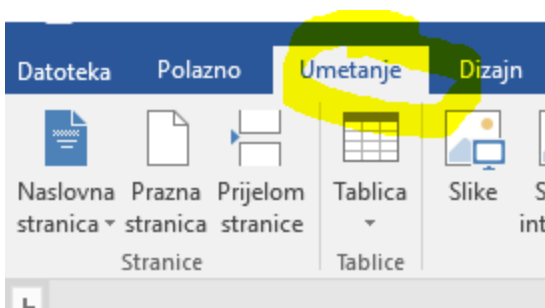 Datoteka Polazno Umetanje Dizajn
Naslovna Prazna Prijelom Tablica Slike
stranica stranica stranice
Stranice Tablice